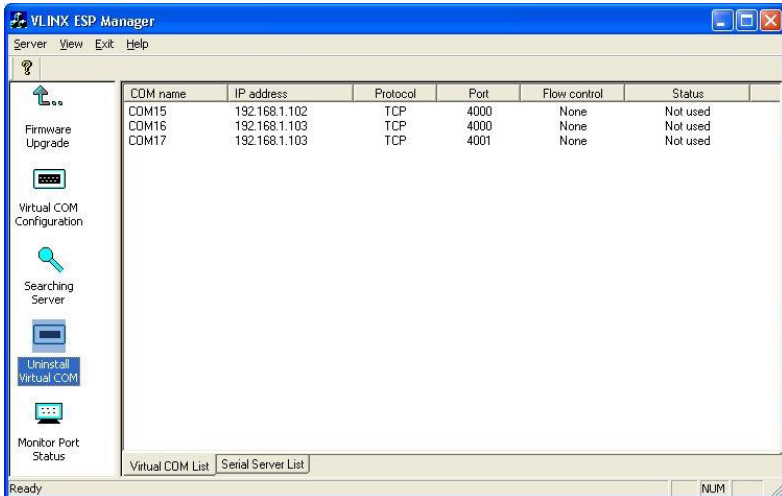 VLINX ESP Manager
Server View Exit Help
Firmware
Upgrade
Virtual COM
Configuration
Searching
Server
Uninstall
Virtual COM
Monitor Port
Status
COM name IP address Protocol Port Flow control Status
COM15 192.168.1.102 TCP 4000 None Not used
COM16 192.168.1.103 TCP 4000 None Not used
COM17 192.168.1.103 TCP 4001 None Not used
Virtual COM List Serial Server List
Ready NUM